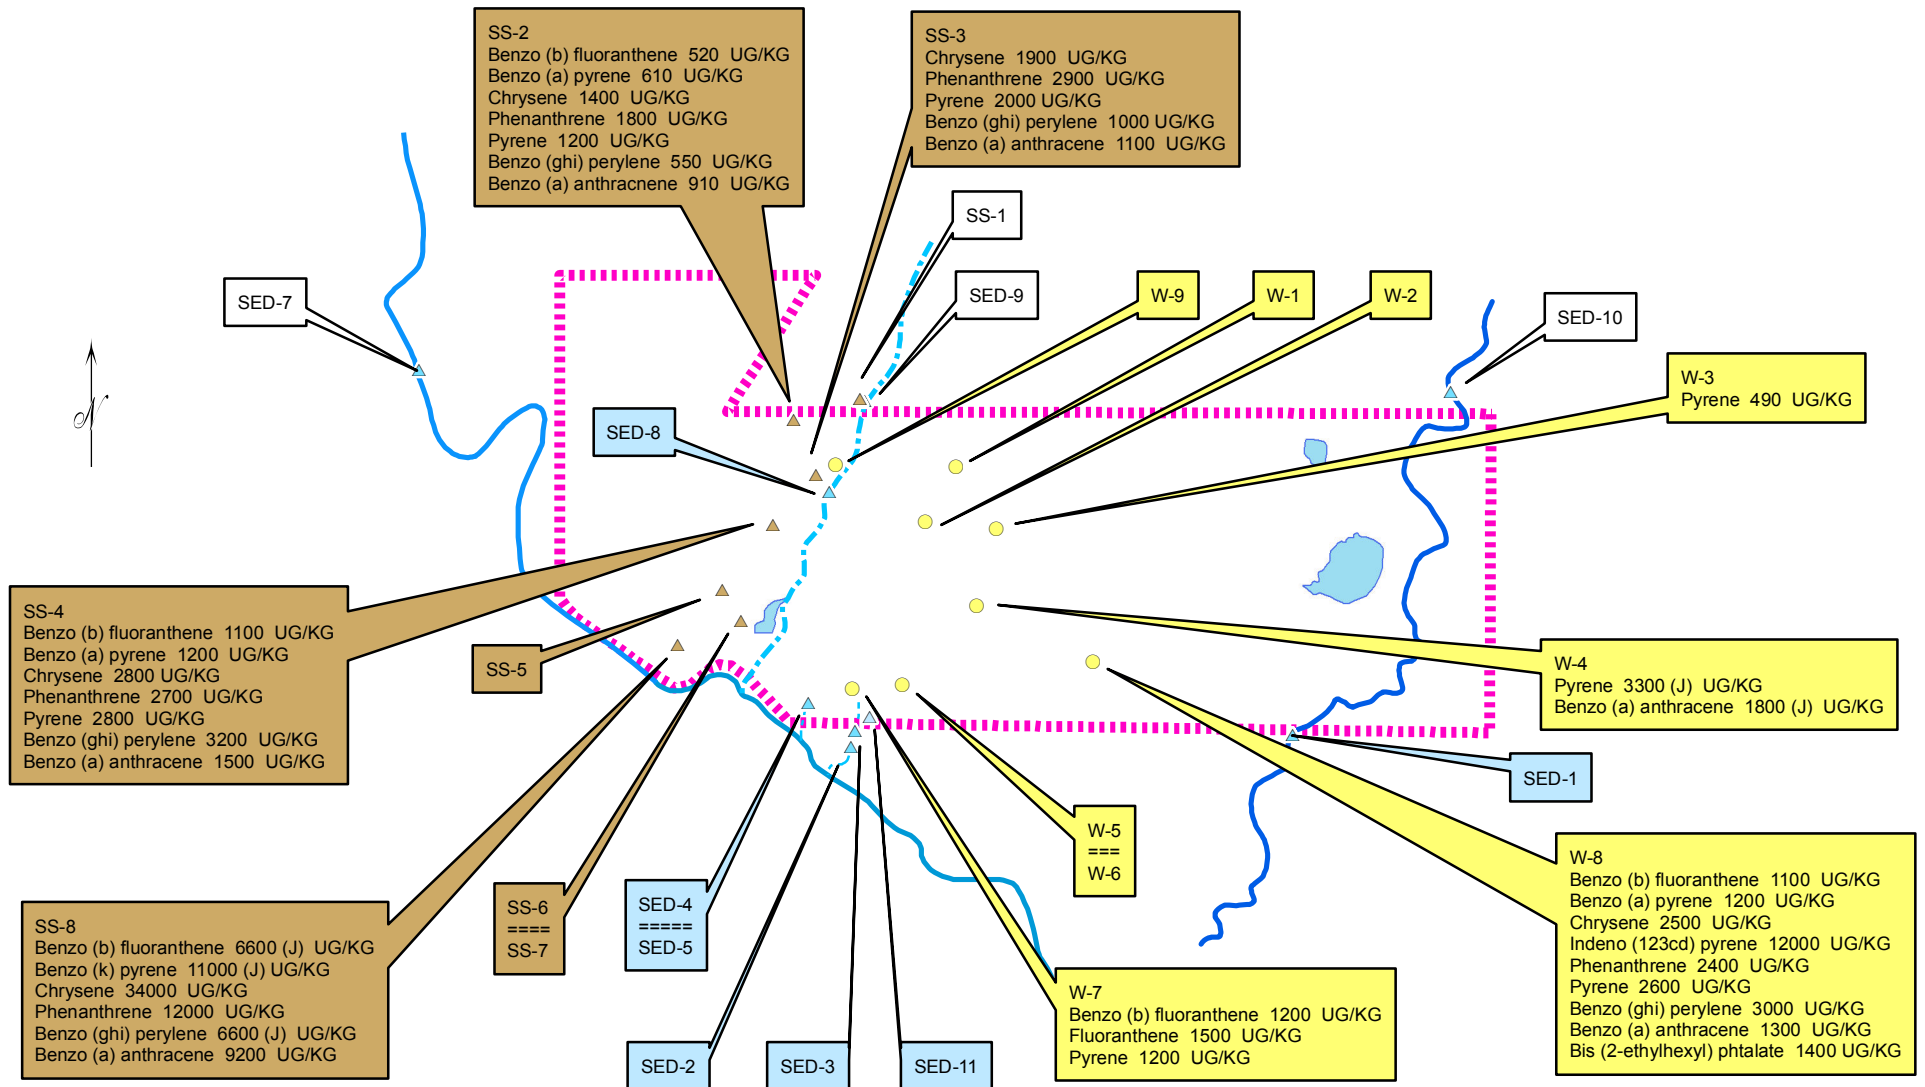 SS-2
Benzo (b) fluoranthene 520 UG/KG
Benzo (a) pyrene 610 UG/KG
Chrysene 1400 UG/KG
Phenanthrene 1800 UG/KG
Pyrene 1200 UG/KG
Benzo (ghi) perylene 550 UG/KG
Benzo (a) anthracnene 910 UG/KG
SS-3
Chrysene 1900 UG/KG
Phenanthrene 2900 UG/KG
Pyrene 2000 UG/KG
Benzo (ghi) perylene 1000 UG/KG
Benzo (a) anthracene 1100 UG/KG
SS-1
SED-7
SED-9
W-9
W-1
W-2
SED-10
W-3
Pyrene 490 UG/KG
N
SED-8
SS-4
Benzo (b) fluoranthene 1100 UG/KG
Benzo (a) pyrene 1200 UG/KG
Chrysene 2800 UG/KG
Phenanthrene 2700 UG/KG
Pyrene 2800 UG/KG
Benzo (ghi) perylene 3200 UG/KG
Benzo (a) anthracene 1500 UG/KG
SS-5
W-4
Pyrene 3300 (J) UG/KG
Benzo (a) anthracene 1800 (J) UG/KG
SED-1
W-5
===
W-6
SS-8
Benzo (b) fluoranthene 6600 (J) UG/KG
Benzo (k) pyrene 11000 (J) UG/KG
Chrysene 34000 UG/KG
Phenanthrene 12000 UG/KG
Benzo (ghi) perylene 6600 (J) UG/KG
Benzo (a) anthracene 9200 UG/KG
SS-6
====
SS-7
SED-4
=====
SED-5
W-8
Benzo (b) fluoranthene 1100 UG/KG
Benzo (a) pyrene 1200 UG/KG
Chrysene 2500 UG/KG
Indeno (123cd) pyrene 12000 UG/KG
Phenanthrene 2400 UG/KG
Pyrene 2600 UG/KG
Benzo (ghi) perylene 3000 UG/KG
Benzo (a) anthracene 1300 UG/KG
Bis (2-ethylhexyl) phtalate 1400 UG/KG
W-7
Benzo (b) fluoranthene 1200 UG/KG
Fluoranthene 1500 UG/KG
Pyrene 1200 UG/KG
SED-2
SED-3
SED-11